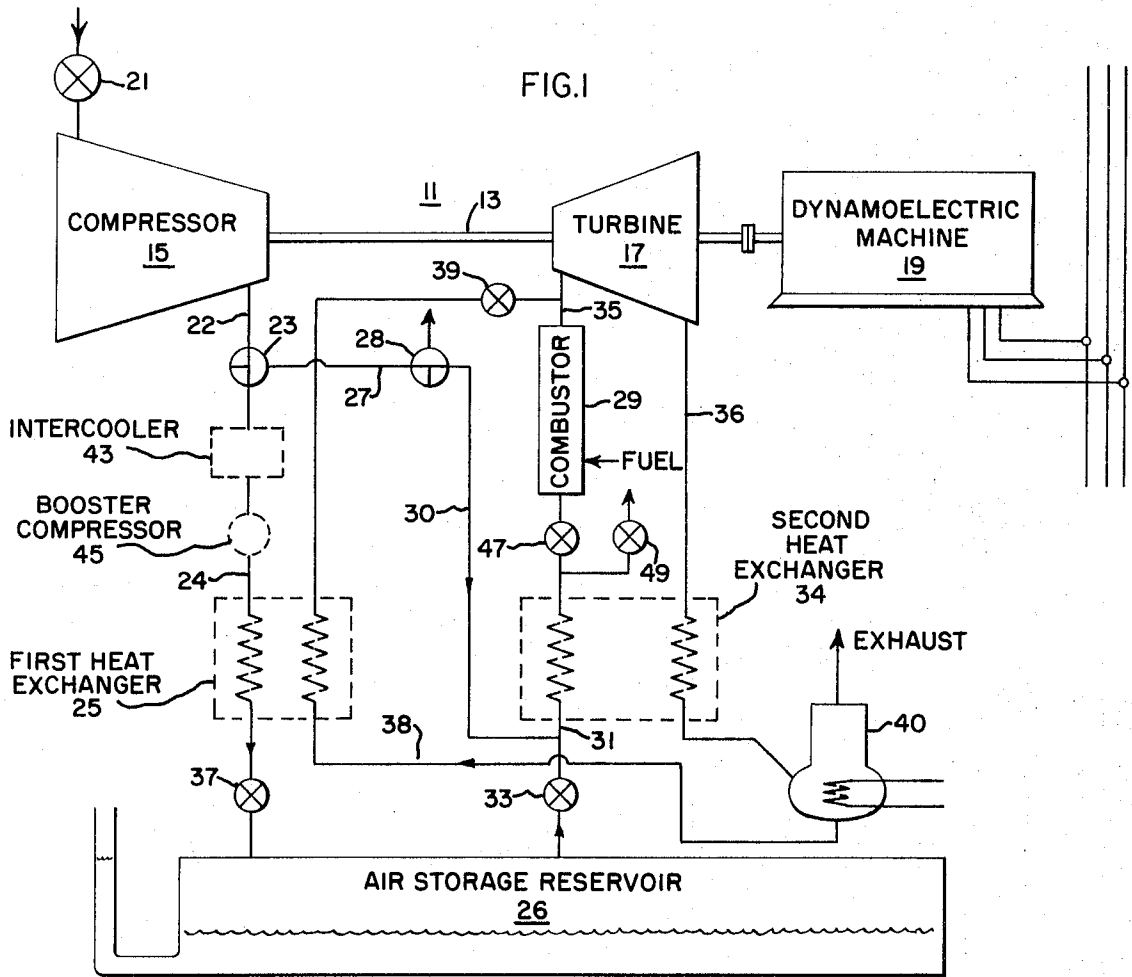 21
FIG.1
COMPRESSOR
15
11
13
TURBINE
17
DYNAMOELECTRIC
MACHINE
19
39
22
23
28
35
27
COMBUSTOR
29
36
INTERCOOLER
43
FUEL
30
BOOSTER
COMPRESSOR
45
47
49
SECOND
HEAT
EXCHANGER
34
24
FIRST HEAT
EXCHANGER
25
EXHAUST
31
38
40
37
33
AIR STORAGE RESERVOIR
26